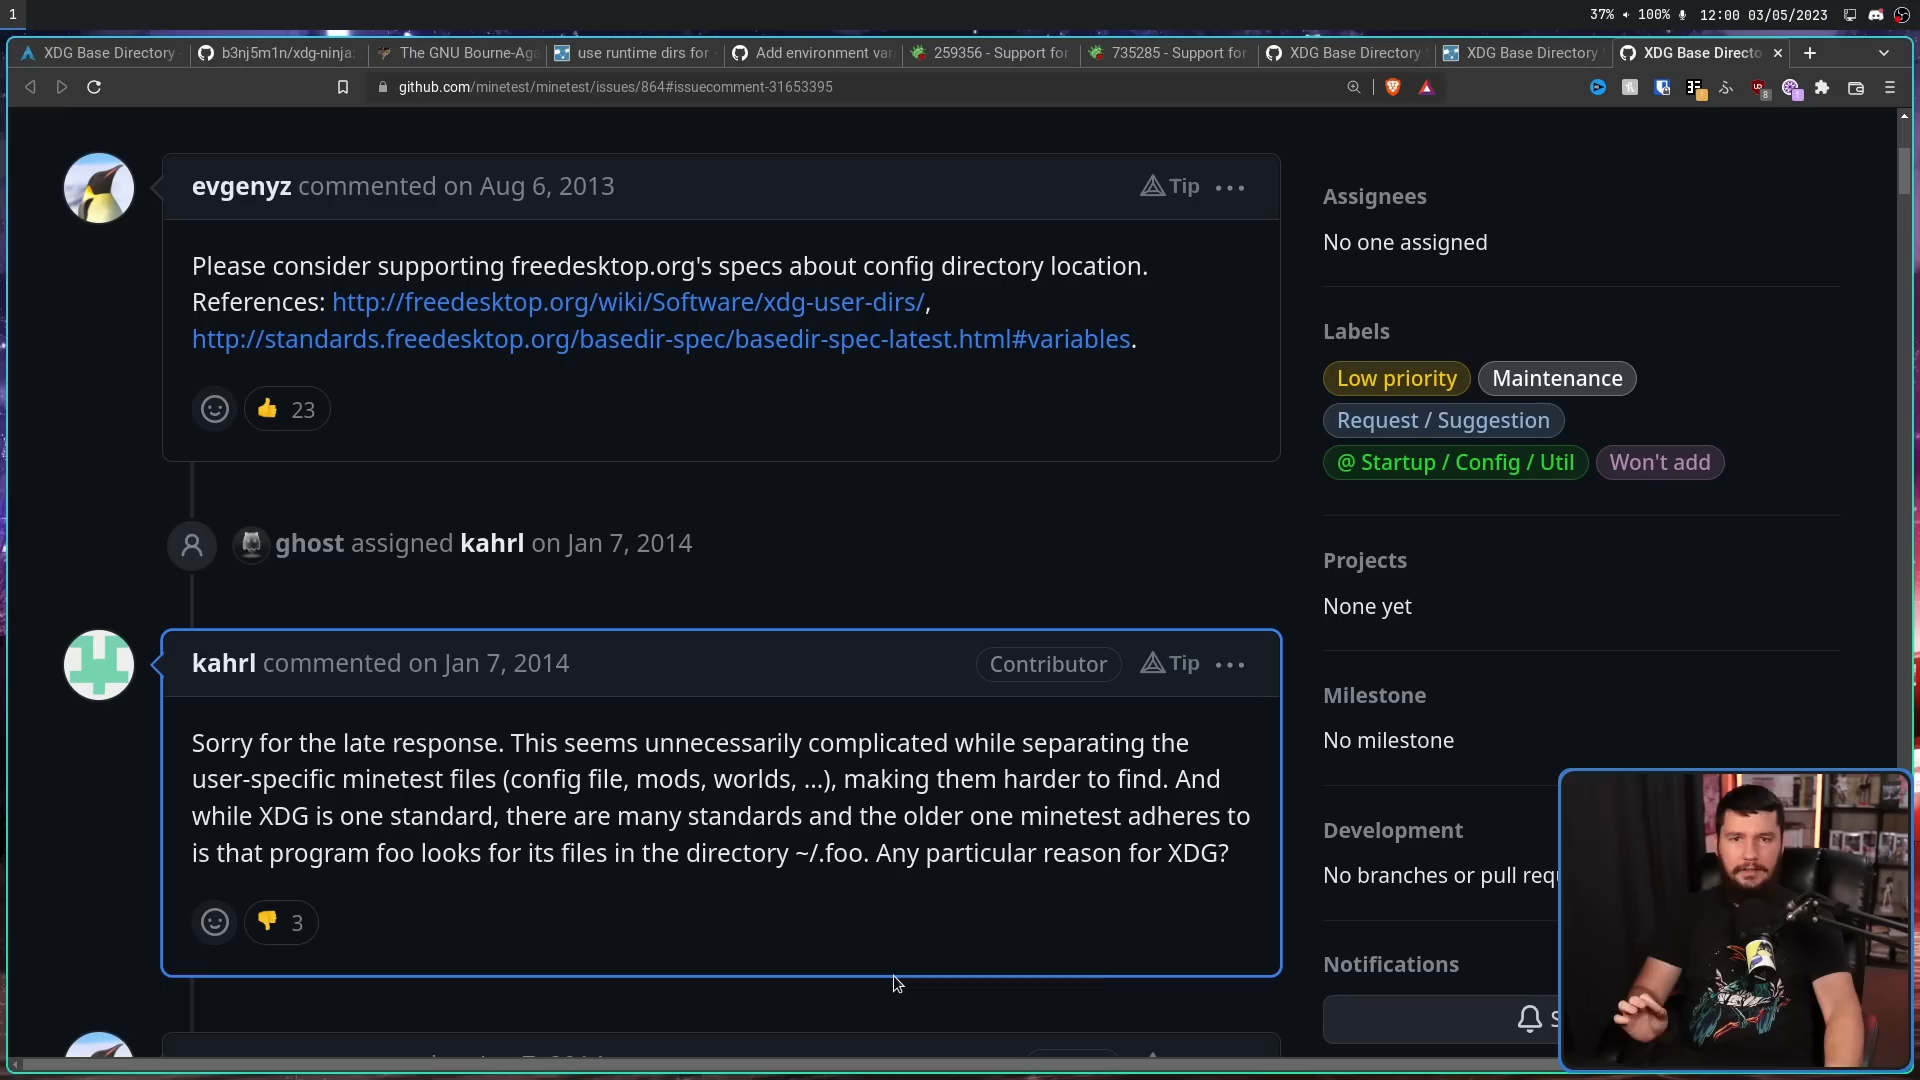 1
37% 100% 12:00 03/05/2023
XDG Base Directory
b3nj5m1n/xdg-ninja:
The GNU Bourne-Aga
use runtime dirs for
Add environment var
259356 - Support for
735285 - Support for
XDG Base Directory
XDG Base Directory
XDG Base Directo
github.com/minetest/minetest/issues/864#issuecomment-31653395
evgenyz commented on Aug 6, 2013
Tip
Please consider supporting freedesktop.org's specs about config directory location.
References: http://freedesktop.org/wiki/Software/xdg-user-dirs/,
http://standards.freedesktop.org/basedir-spec/basedir-spec-latest.html#variables.
23
ghost assigned kahrl on Jan 7, 2014
kahrl commented on Jan 7, 2014
Contributor
Tip
Sorry for the late response. This seems unnecessarily complicated while separating the
user-specific minetest files (config file, mods, worlds, ...), making them harder to find. And
while XDG is one standard, there are many standards and the older one minetest adheres to
is that program foo looks for its files in the directory ~/.foo. Any particular reason for XDG?
3
Assignees
No one assigned
Labels
Low priority
Maintenance
Request / Suggestion
@ Startup / Config / Util
Won't add
Projects
None yet
Milestone
No milestone
Development
No branches or pull requ
Notifications
S